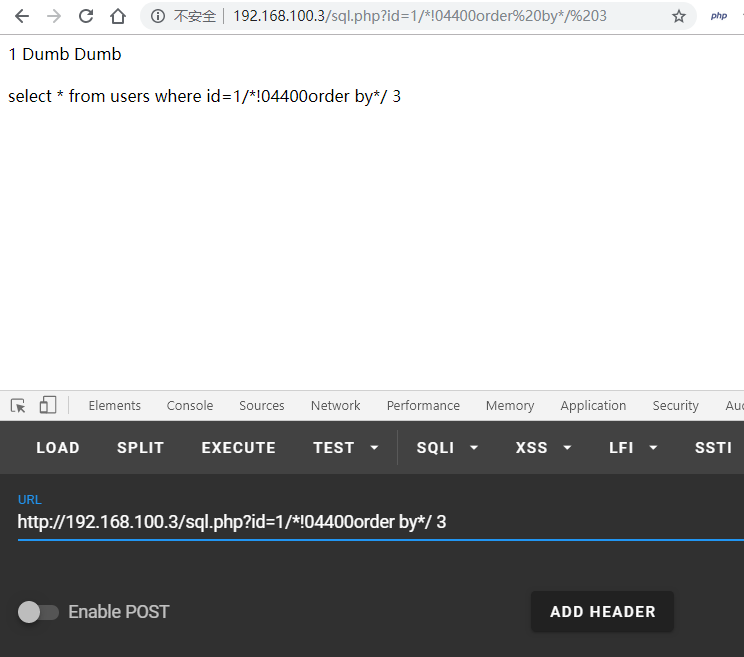 不安全 192.168.100.3/sql.php?id=1/*!04400order%20by*/%203 php
1 Dumb Dumb
select * from users where id=1/*!04400order by*/ 3
Elements Console Sources Network Performance Memory Application Security Auc
LOAD SPLIT EXECUTE TEST SQLI XSS LFI SSTI
URL
http://192.168.100.3/sql.php?id=1/*!04400order by*/ 3
Enable POST ADD HEADER